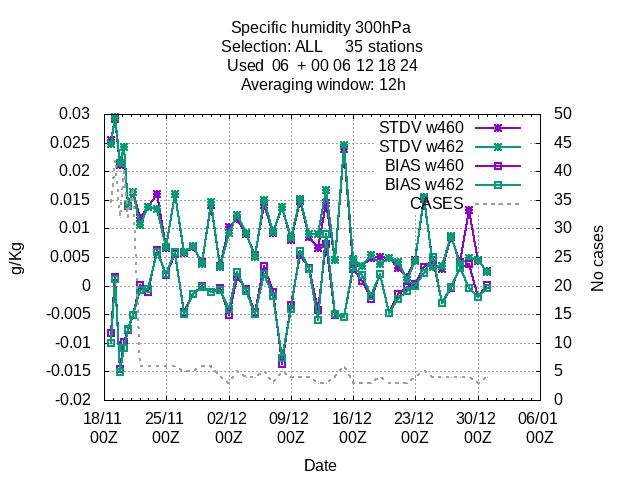 Specific humidity 300hPa
Selection: ALL     35 stations
Used  06  + 00 06 12 18 24
Averaging window: 12h
0.03 50
0.025 45
0.02 40
0.015 35
0.01 30
0.005 25
0 20
-0.005 15
-0.01 10
-0.015 5
-0.02 0
STDV w460
STDV w462
BIAS w460
BIAS w462
CASES
g/Kg
No cases
18/11 25/11 02/12 09/12 16/12 23/12 30/12 06/01
00Z 00Z 00Z 00Z 00Z 00Z 00Z 00Z
Date